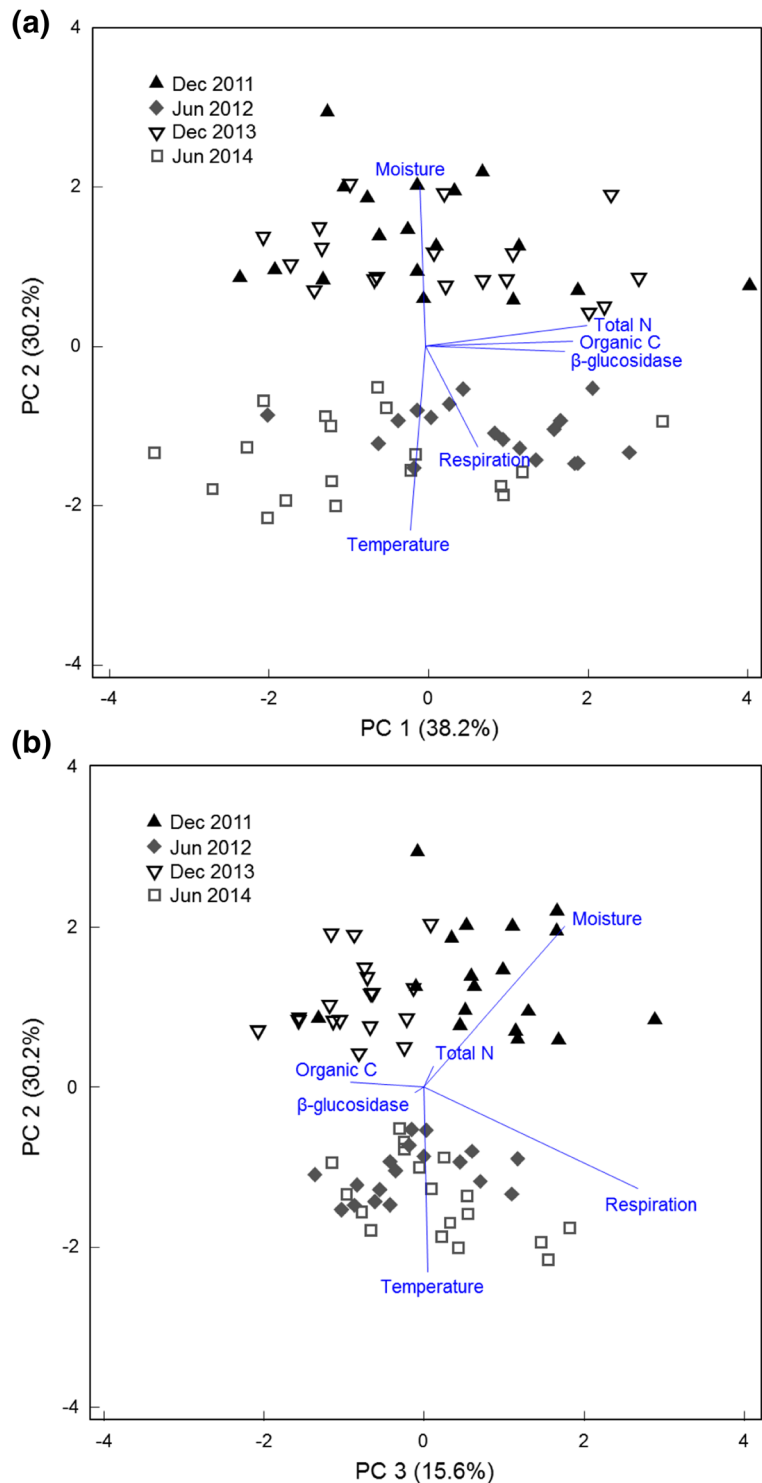 (a)
4
▲ Dec 2011
◆ Jun 2012
▽ Dec 2013
□ Jun 2014
Moisture
2
Total N
Organic C
β-glucosidase
0
Respiration
-2
Temperature
-4
-4 -2 0 2 4
PC 2 (30.2%)
PC 1 (38.2%)
(b)
4
▲ Dec 2011
◆ Jun 2012
▽ Dec 2013
□ Jun 2014
Moisture
2
Total N
Organic C
0
β-glucosidase
Respiration
-2
Temperature
-4
-4 -2 0 2 4
PC 2 (30.2%)
PC 3 (15.6%)